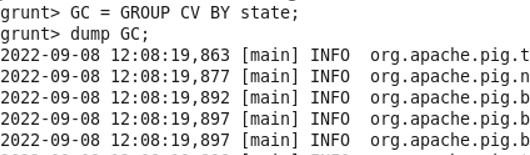 grunt> GC = GROUP CV BY state;
grunt> dump GC;
2022-09-08 12:08:19,863 [main] INFO  org.apache.pig.t
2022-09-08 12:08:19,877 [main] INFO  org.apache.pig.n
2022-09-08 12:08:19,892 [main] INFO  org.apache.pig.b
2022-09-08 12:08:19,897 [main] INFO  org.apache.pig.b
2022-09-08 12:08:19,897 [main] INFO  org.apache.pig.b